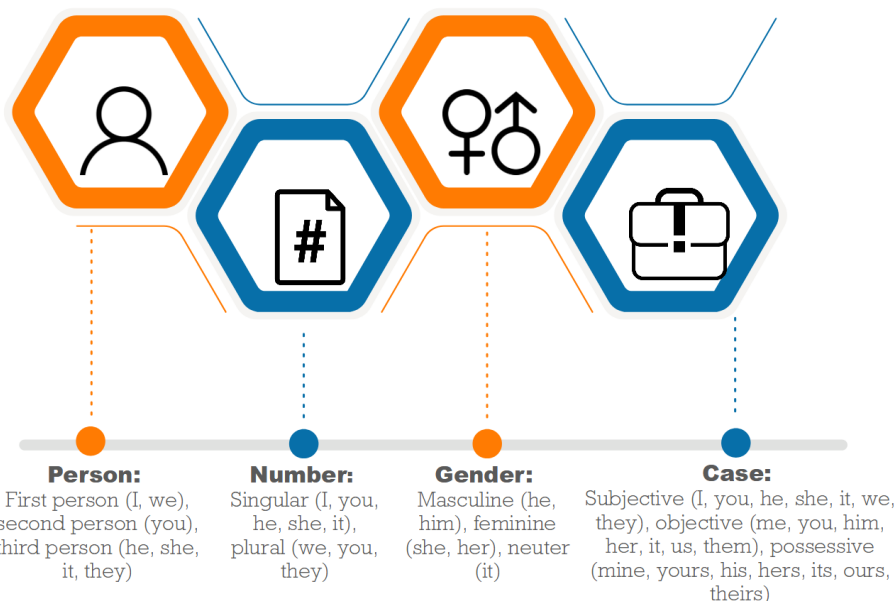 #
Person:
First person (I, we),
second person (you),
third person (he, she,
it, they)
Number:
Singular (I, you,
he, she, it),
plural (we, you,
they)
Gender:
Masculine (he,
him), feminine
(she, her), neuter
(it)
Case:
Subjective (I, you, he, she, it, we,
they), objective (me, you, him,
her, it, us, them), possessive
(mine, yours, his, hers, its, ours,
theirs)